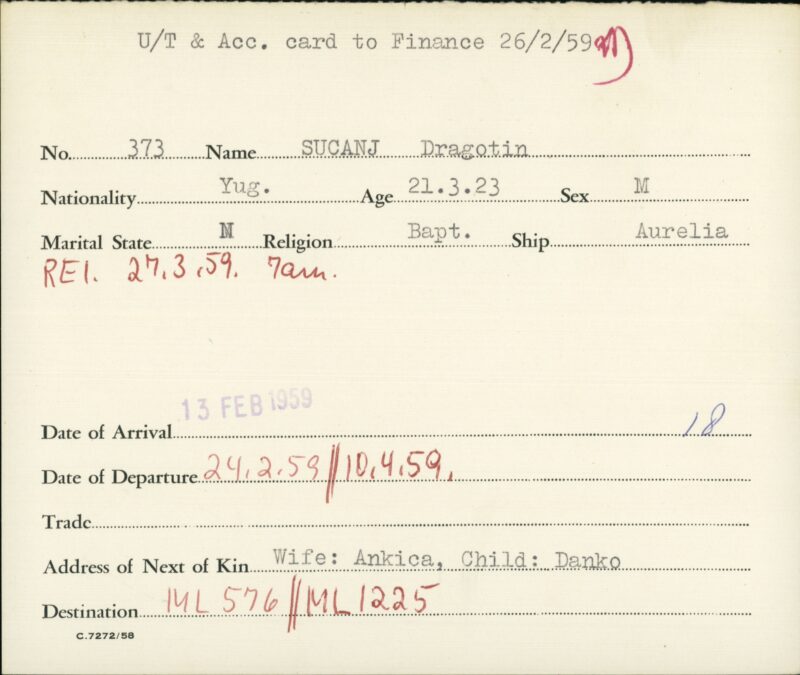 U/T & Acc. card to Finance 26/2/59
No. 373 Name SUCANJ Dragotin
Nationality Yug. Age 21.3.23 Sex M
Marital State M Religion Bapt. Ship Aurelia
REI. 27.3.59. 7am.
13 FEB 1959
Date of Arrival 18
Date of Departure 24.2.59//10.4.59.
Trade
Address of Next of Kin Wife: Ankica, Child: Danko
Destination ML 576//ML 1225
C.7272/58